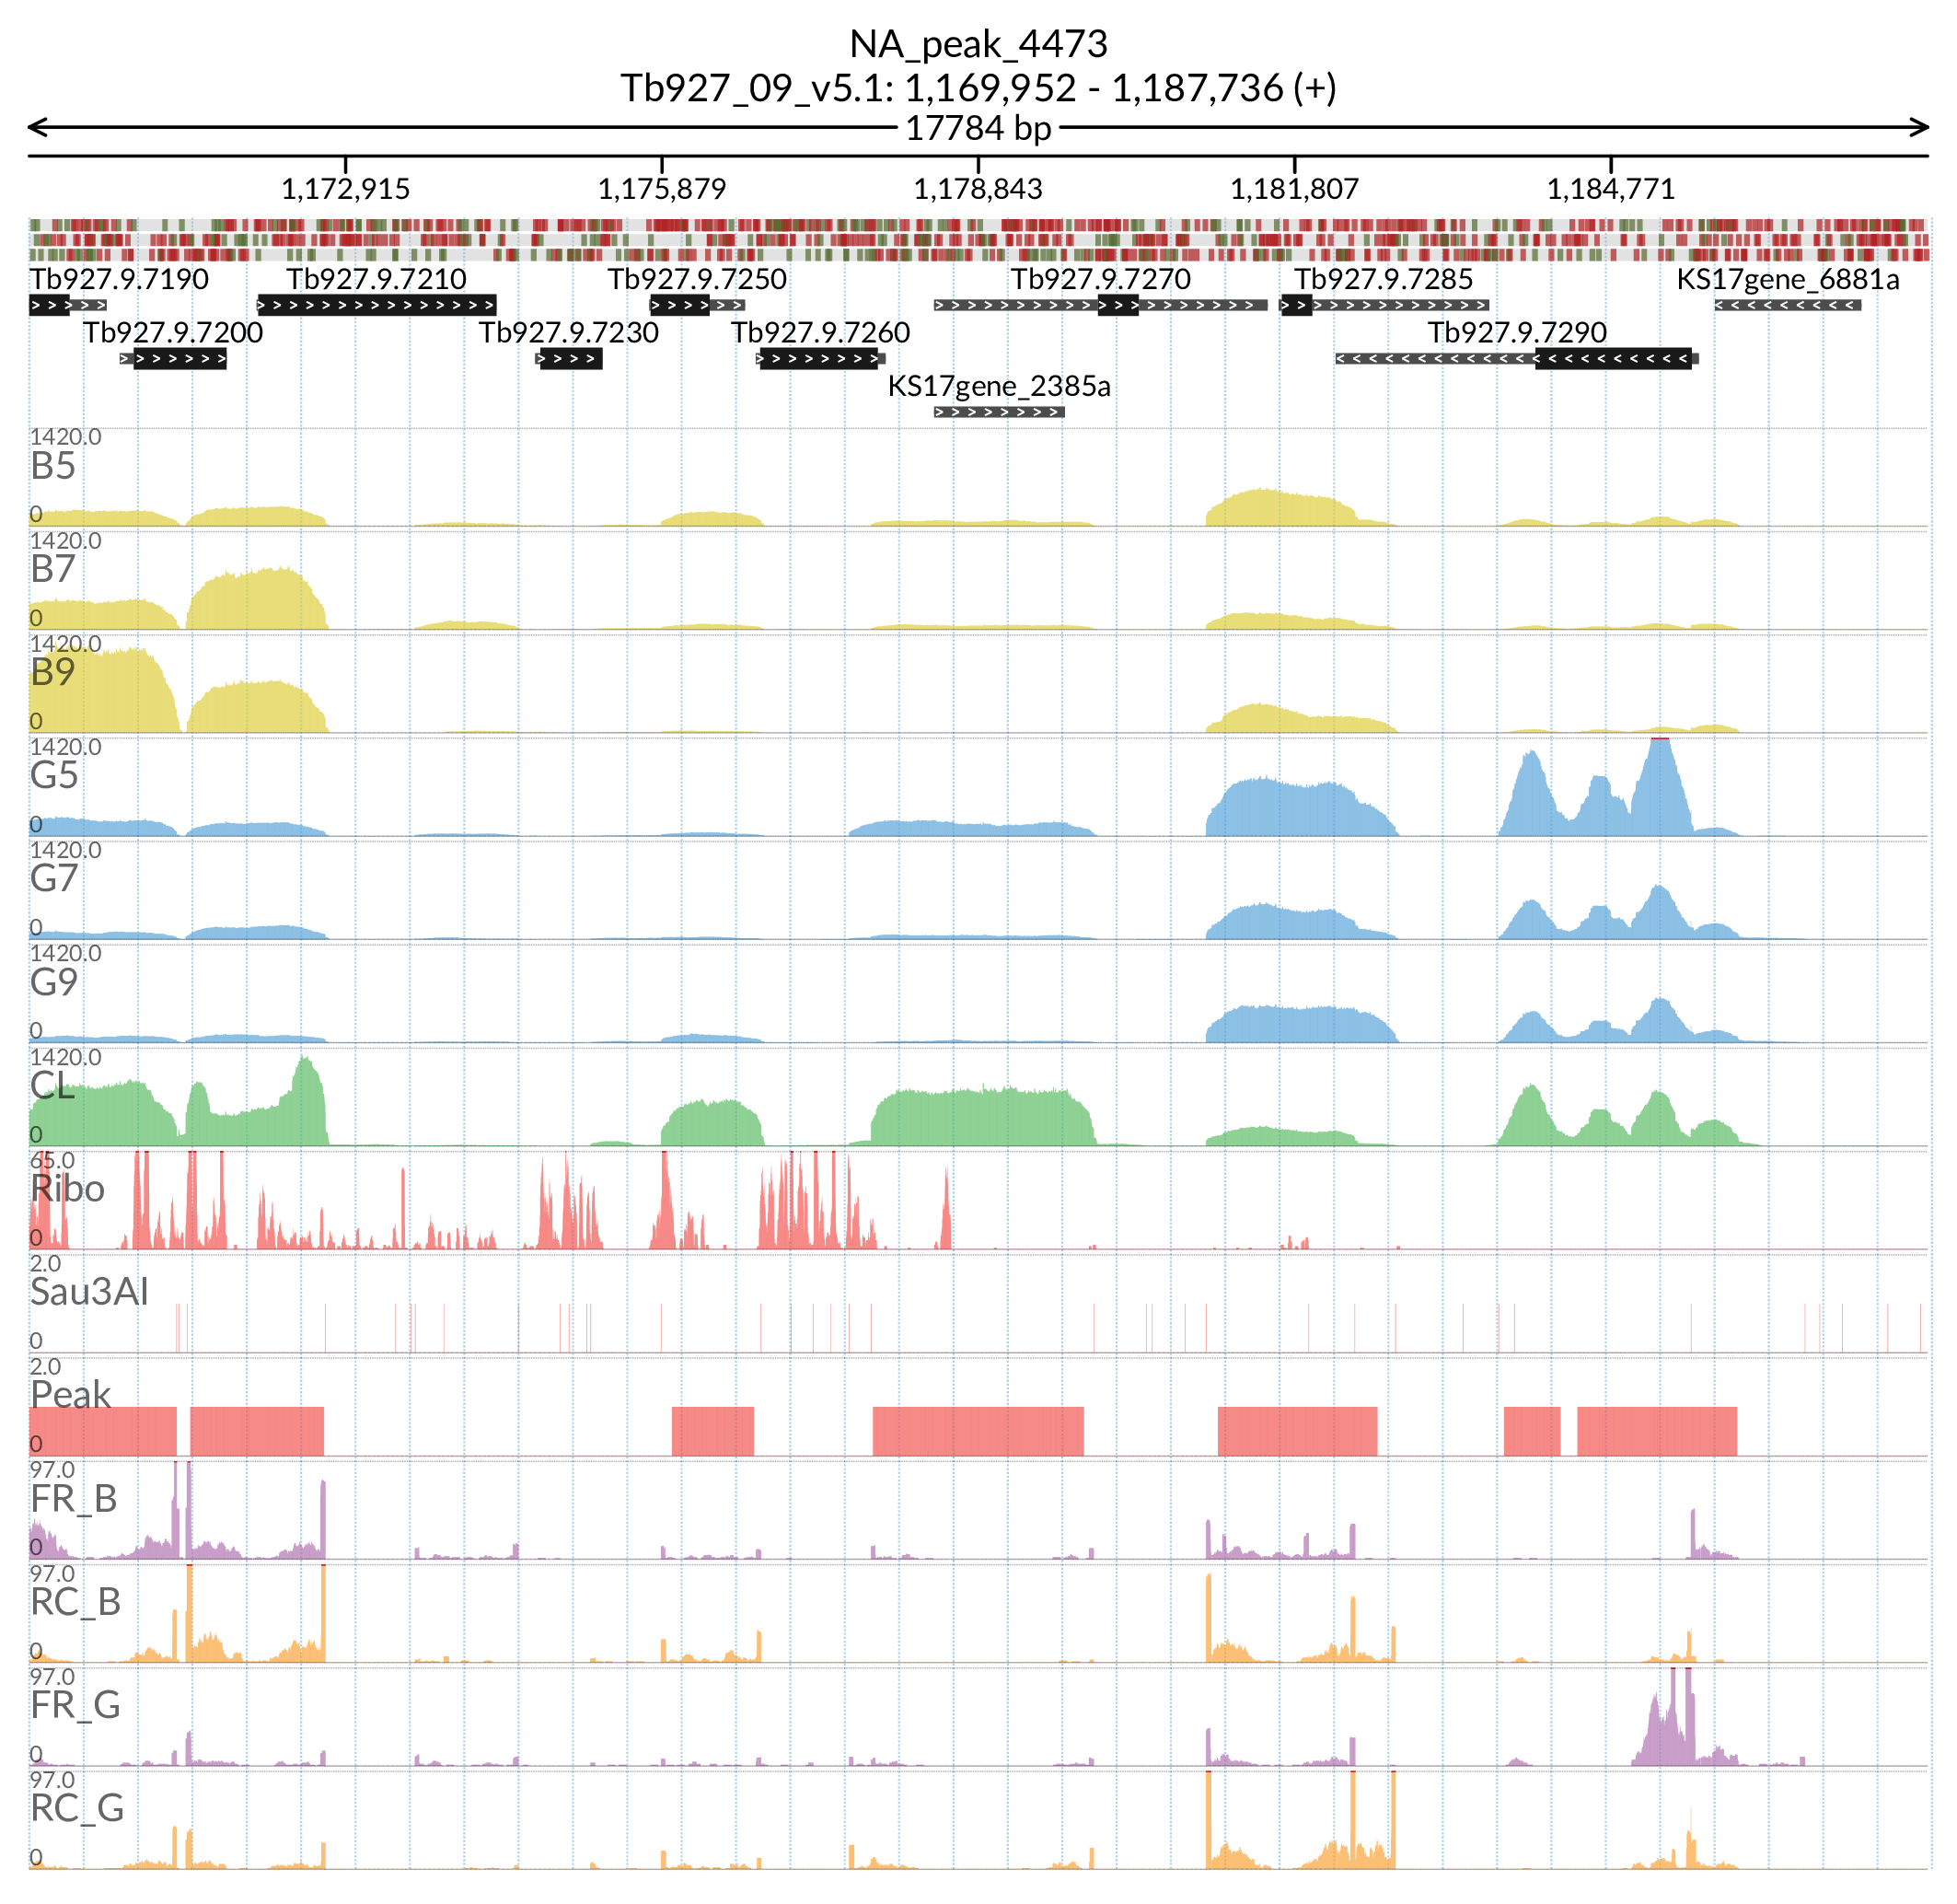 NA_peak_4473
Tb927_09_v5.1: 1,169,952 - 1,187,736 (+)
17784 bp
1,172,915 1,175,879 1,178,843 1,181,807 1,184,771
Tb927.9.7190 Tb927.9.7210 Tb927.9.7250 Tb927.9.7270 Tb927.9.7285 KS17gene_6881a
Tb927.9.7200 Tb927.9.7230 Tb927.9.7260 Tb927.9.7290
KS17gene_2385a
1420.0
B5
0
1420.0
B7
0
1420.0
B9
0
1420.0
G5
0
1420.0
G7
0
1420.0
G9
0
1420.0
CL
0
65.0
Ribo
0
2.0
Sau3AI
0
2.0
Peak
0
97.0
FR_B
0
97.0
RC_B
0
97.0
FR_G
0
97.0
RC_G
0